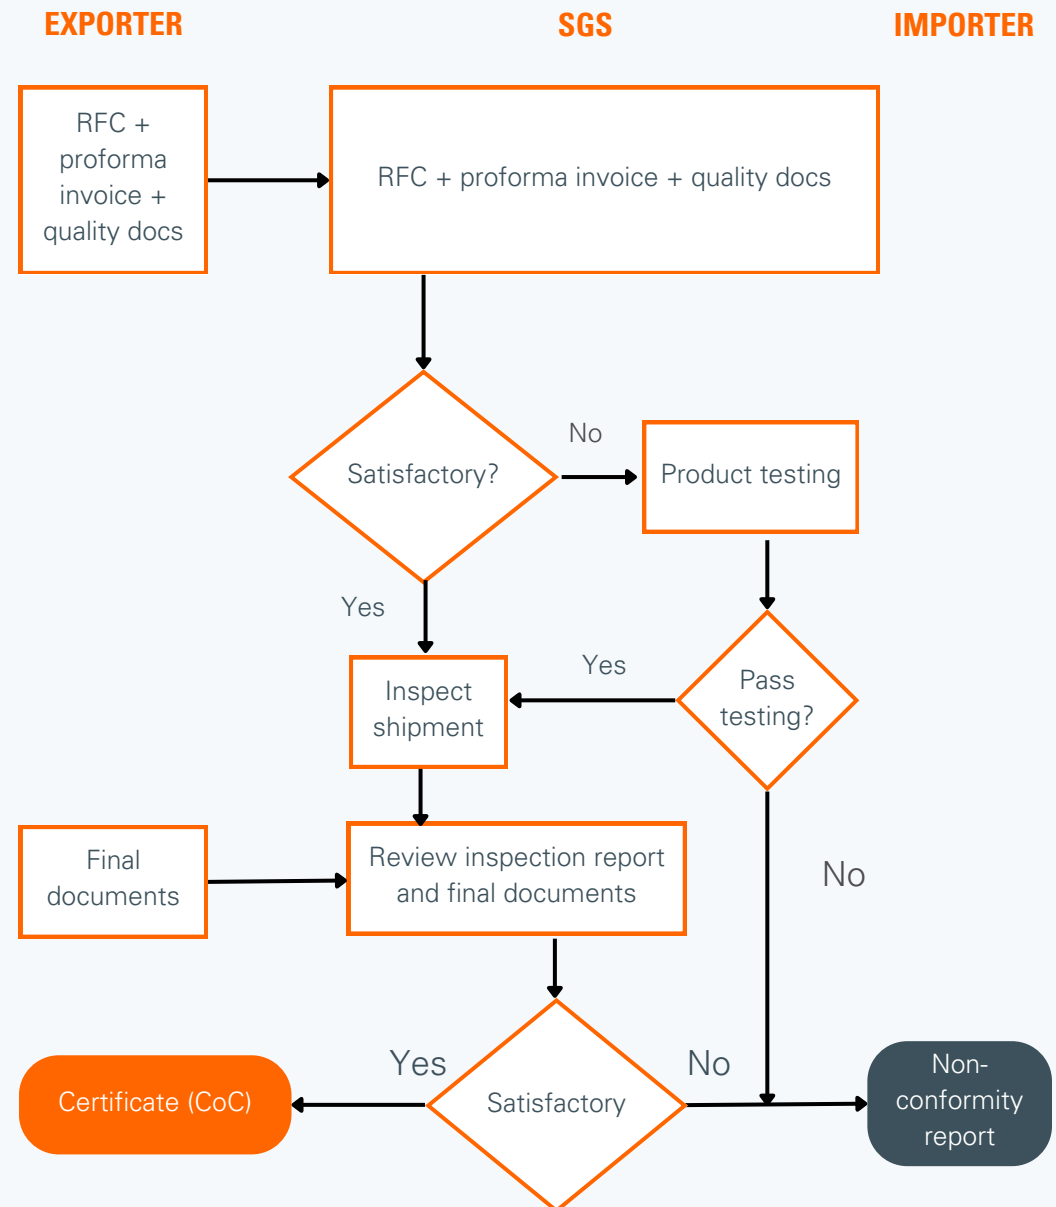 EXPORTER
SGS
IMPORTER
RFC +
proforma
invoice +
quality docs
RFC + proforma invoice + quality docs
Satisfactory?
No
Product testing
Yes
Inspect
shipment
Yes
Pass
testing?
Final
documents
Review inspection report
and final documents
No
Certificate (CoC)
Yes
Satisfactory
No
Non-
conformity
report